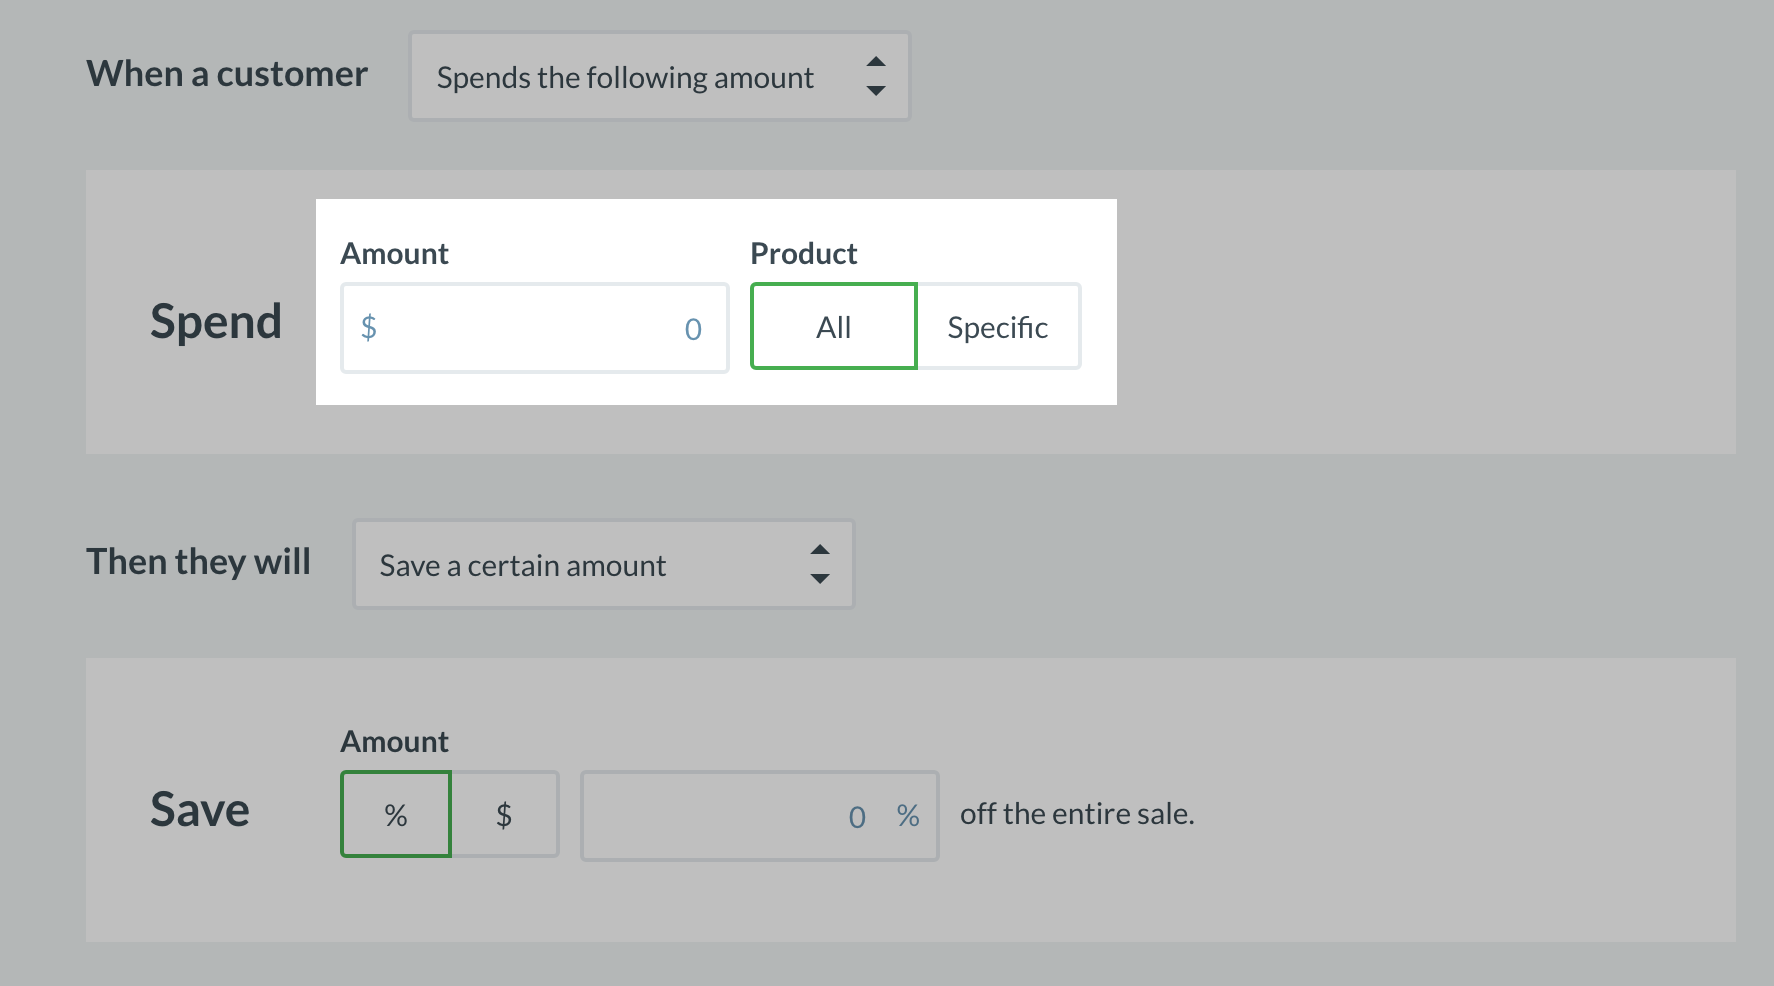 When a customer
Spends the following amount
Spend
Amount
$ 0
Product
All
Specific
Then they will
Save a certain amount
Save
Amount
% $
0 %
off the entire sale.